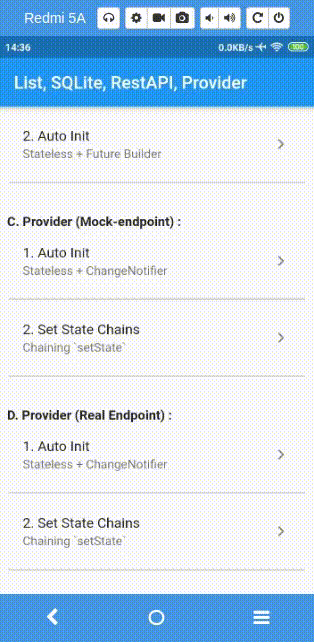 Redmi 5A
14:36
0.0KB/s
100
List, SQLite, RestAPI, Provider
2. Auto Init
Stateless + Future Builder
C. Provider (Mock-endpoint) :
1. Auto Init
Stateless + ChangeNotifier
2. Set State Chains
Chaining `setState`
D. Provider (Real Endpoint) :
1. Auto Init
Stateless + ChangeNotifier
2. Set State Chains
Chaining `setState`